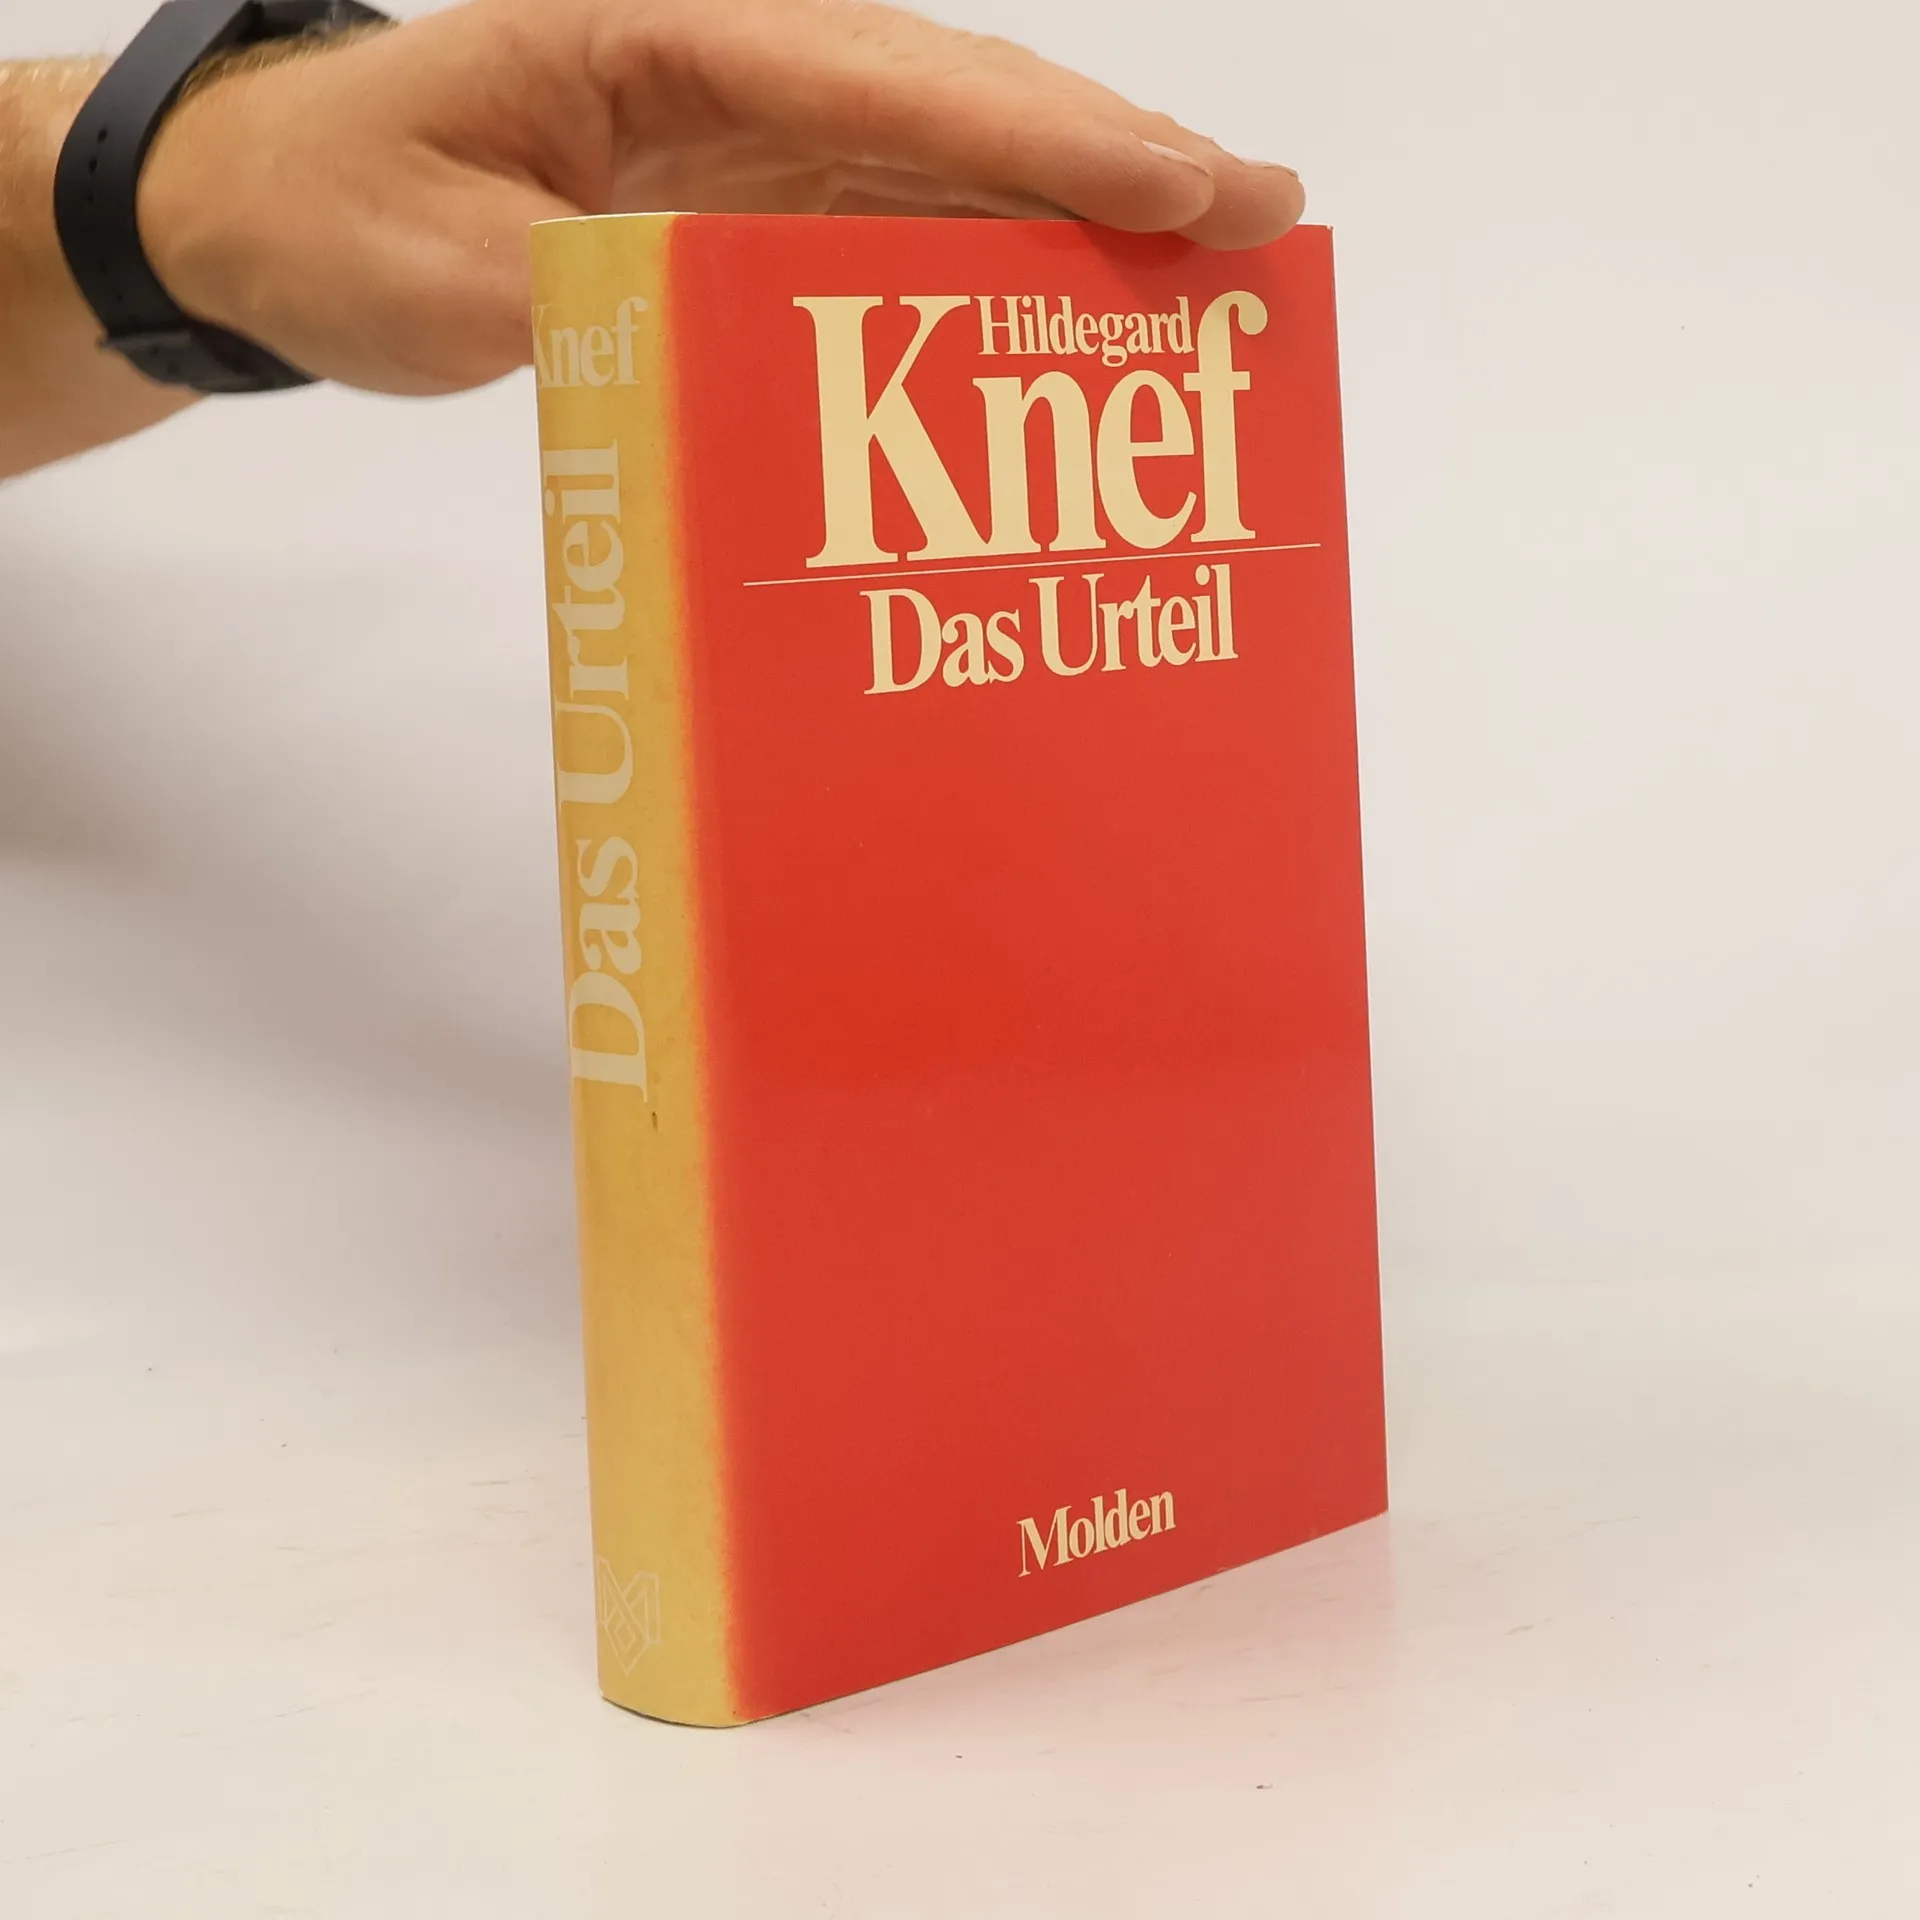 Hildegard
Knef
Das Urteil
Molden
Knef
Das Urteil